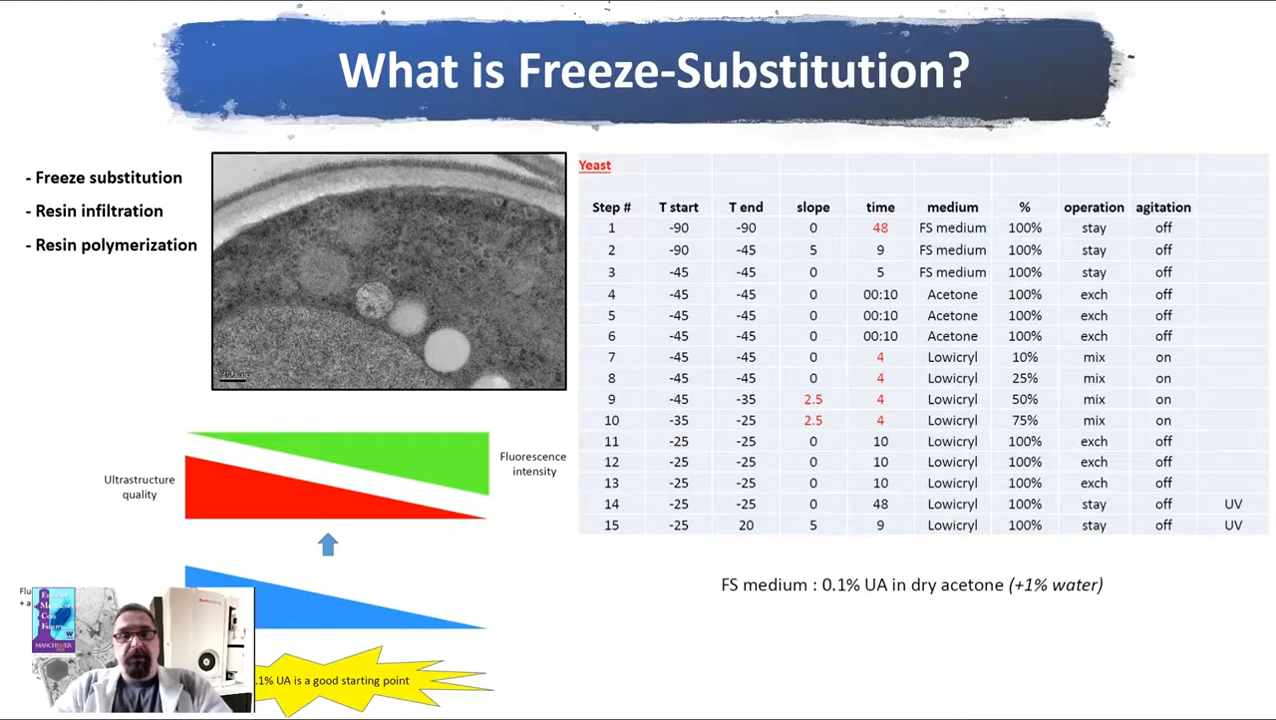 What is Freeze-Substitution?
- Freeze substitution
- Resin infiltration
- Resin polymerization
Yeast
Step # T start T end slope time medium % operation agitation
1 -90 -90 0 48 FS medium 100% stay off
2 -90 -45 5 9 FS medium 100% stay off
3 -45 -45 0 5 FS medium 100% stay off
4 -45 -45 0 00:10 Acetone 100% exch off
5 -45 -45 0 00:10 Acetone 100% exch off
6 -45 -45 0 00:10 Acetone 100% exch off
7 -45 -45 0 4 Lowicryl 10% mix on
8 -45 -45 0 4 Lowicryl 25% mix on
9 -45 -35 2.5 4 Lowicryl 50% mix on
10 -35 -25 2.5 4 Lowicryl 75% mix on
11 -25 -25 0 10 Lowicryl 100% exch off
12 -25 -25 0 10 Lowicryl 100% exch off
13 -25 -25 0 10 Lowicryl 100% exch off
14 -25 -25 0 48 Lowicryl 100% stay off UV
15 -25 20 5 9 Lowicryl 100% stay off UV
Ultrastructure
quality
Fluorescence
intensity
FS medium : 0.1% UA in dry acetone (+1% water)
MANCHESTER
.1% UA is a good starting point